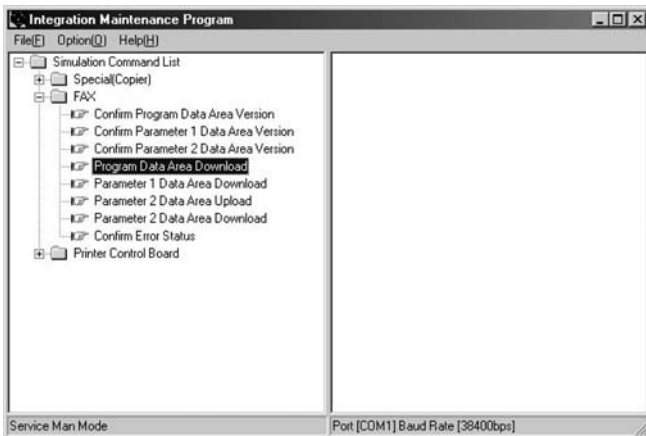 Integration Maintenance Program
File(F) Option(O) Help(H)
Simulation Command List
Special(Copier)
FAX
Confirm Program Data Area Version
Confirm Parameter 1 Data Area Version
Confirm Parameter 2 Data Area Version
Program Data Area Download
Parameter 1 Data Area Download
Parameter 2 Data Area Upload
Parameter 2 Data Area Download
Confirm Error Status
Printer Control Board
Service Man Mode
Port [COM1] Baud Rate [38400bps]